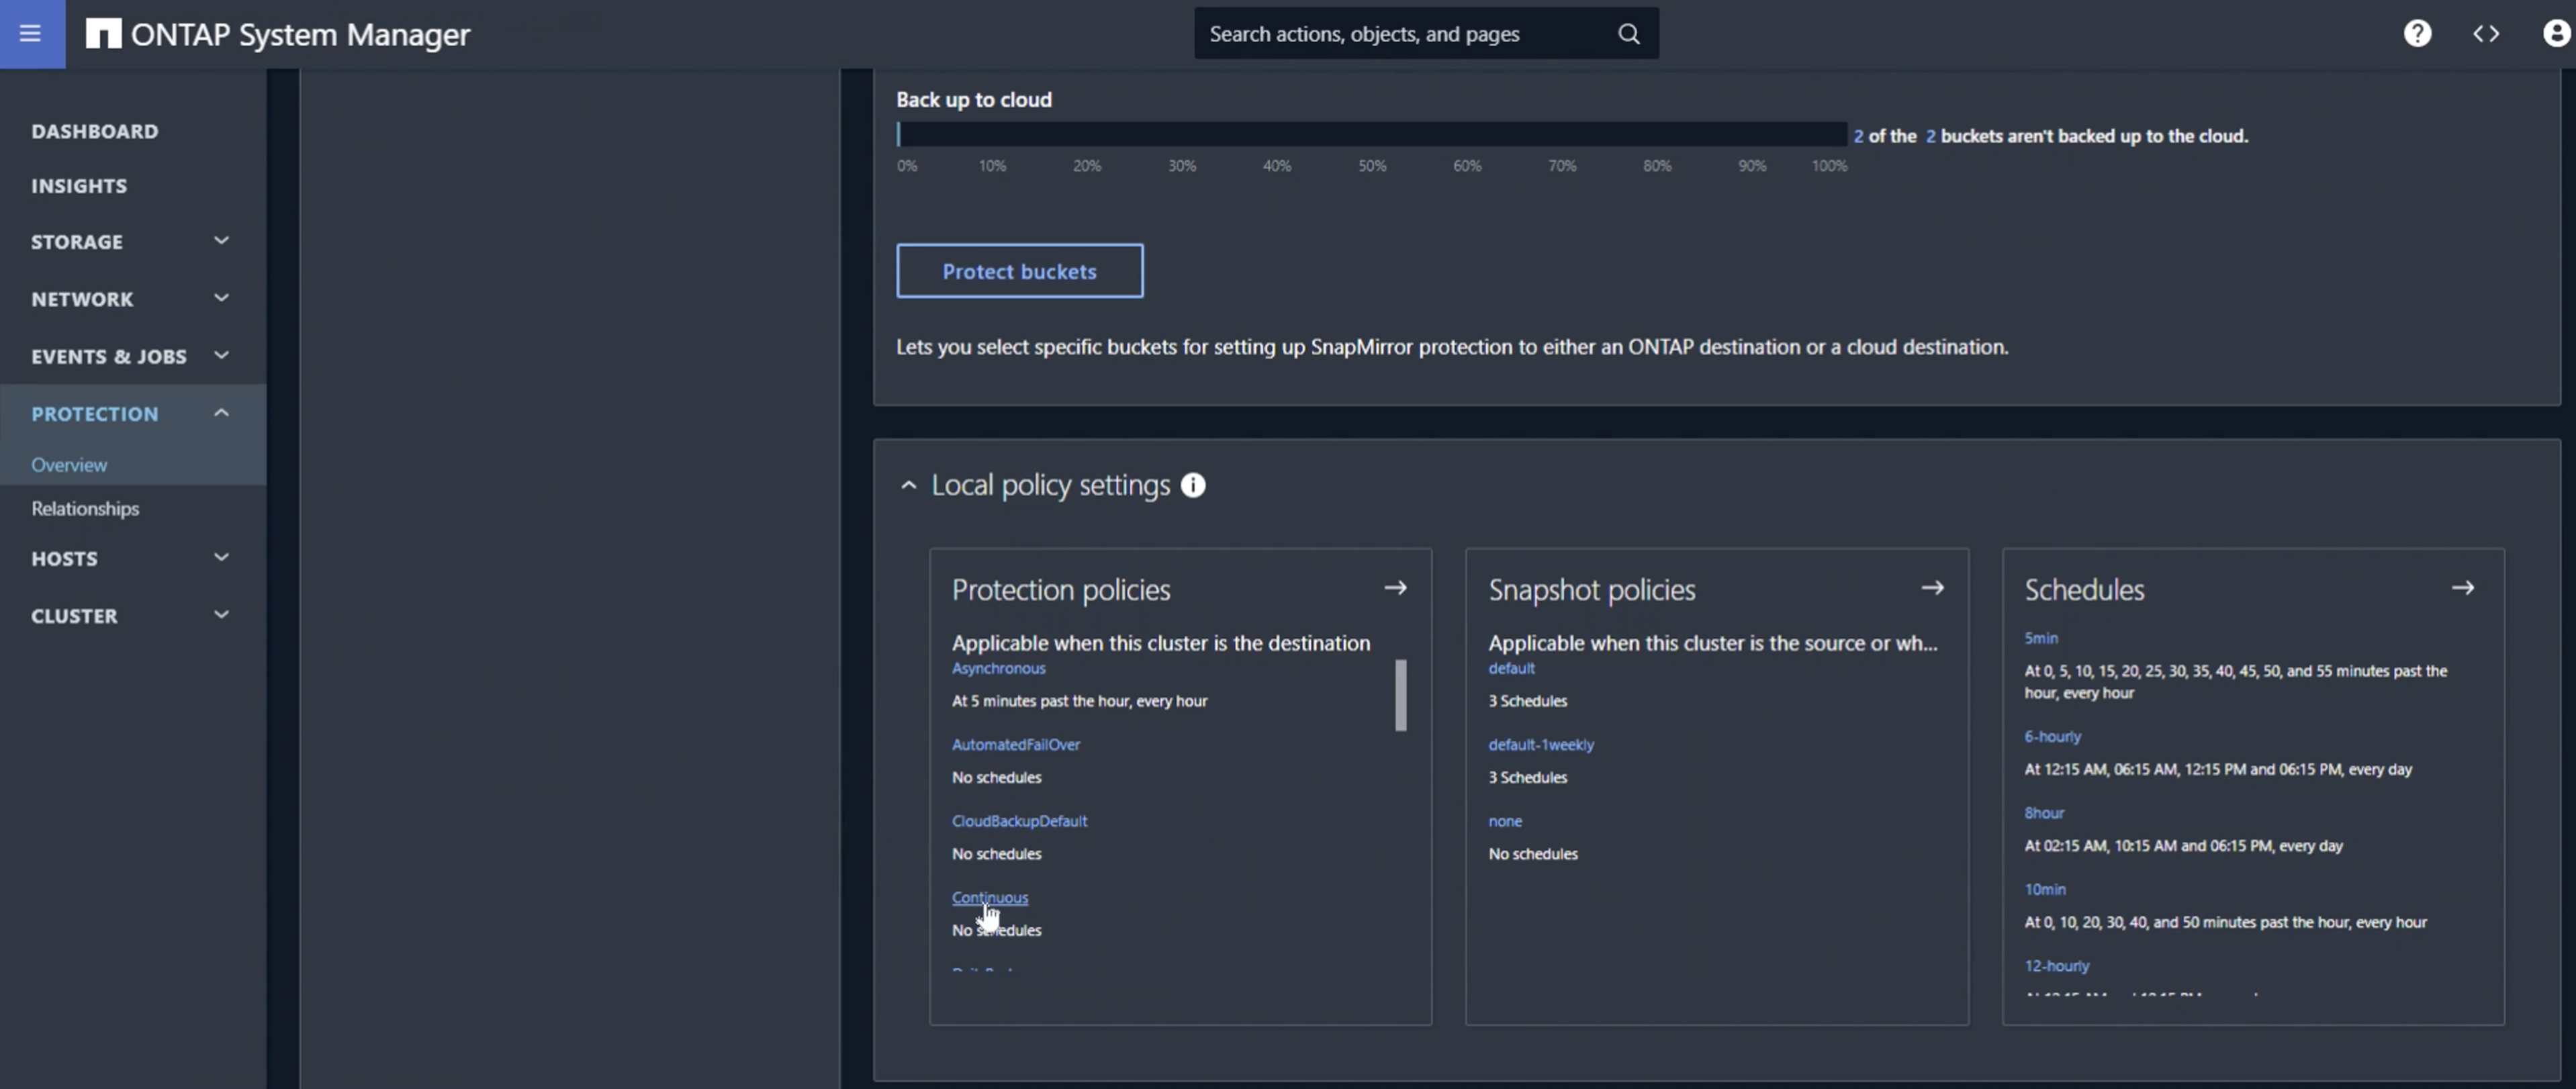 ONTAP System Manager
Search actions, objects, and pages
DASHBOARD
INSIGHTS
STORAGE
NETWORK
EVENTS & JOBS
PROTECTION
Overview
Relationships
HOSTS
CLUSTER
Back up to cloud
2 of the 2 buckets aren't backed up to the cloud.
0% 10% 20% 30% 40% 50% 60% 70% 80% 90% 100%
Protect buckets
Lets you select specific buckets for setting up SnapMirror protection to either an ONTAP destination or a cloud destination.
Local policy settings
Protection policies
Applicable when this cluster is the destination
Asynchronous
At 5 minutes past the hour, every hour
AutomatedFailOver
No schedules
CloudBackupDefault
No schedules
Continuous
No schedules
Snapshot policies
Applicable when this cluster is the source or wh...
default
3 Schedules
default-1weekly
3 Schedules
none
No schedules
Schedules
5min
At 0, 5, 10, 15, 20, 25, 30, 35, 40, 45, 50, and 55 minutes past the
hour, every hour
6-hourly
At 12:15 AM, 06:15 AM, 12:15 PM and 06:15 PM, every day
8hour
At 02:15 AM, 10:15 AM and 06:15 PM, every day
10min
At 0, 10, 20, 30, 40, and 50 minutes past the hour, every hour
12-hourly